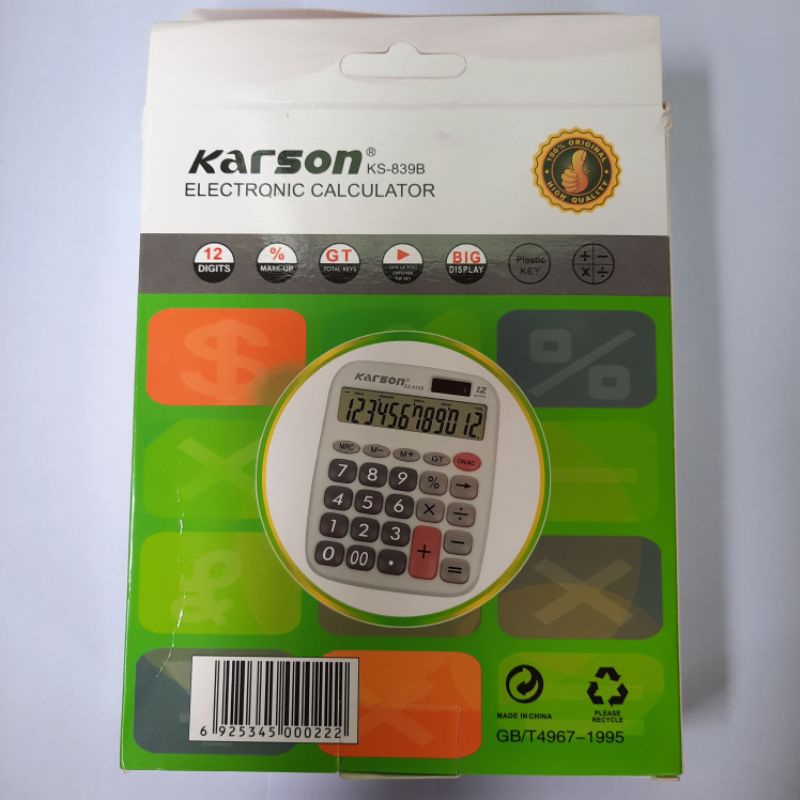 Karson® KS-839B
ELECTRONIC CALCULATOR
100% ORIGINAL
HIGH QUALITY
12
DIGITS
%
MARK-UP
GT
TOTAL KEYS
BIG
DISPLAY
Plastic
KEY
+ −
× ÷
$ %
Karson®
12
123456789012.
MRC M− M+ GT ON/AC
7 8 9 % →
4 5 6 × ÷
1 2 3 + −
0 00 • =
6 925345 000222
MADE IN CHINA
PLEASE
RECYCLE
GB/T4967-1995